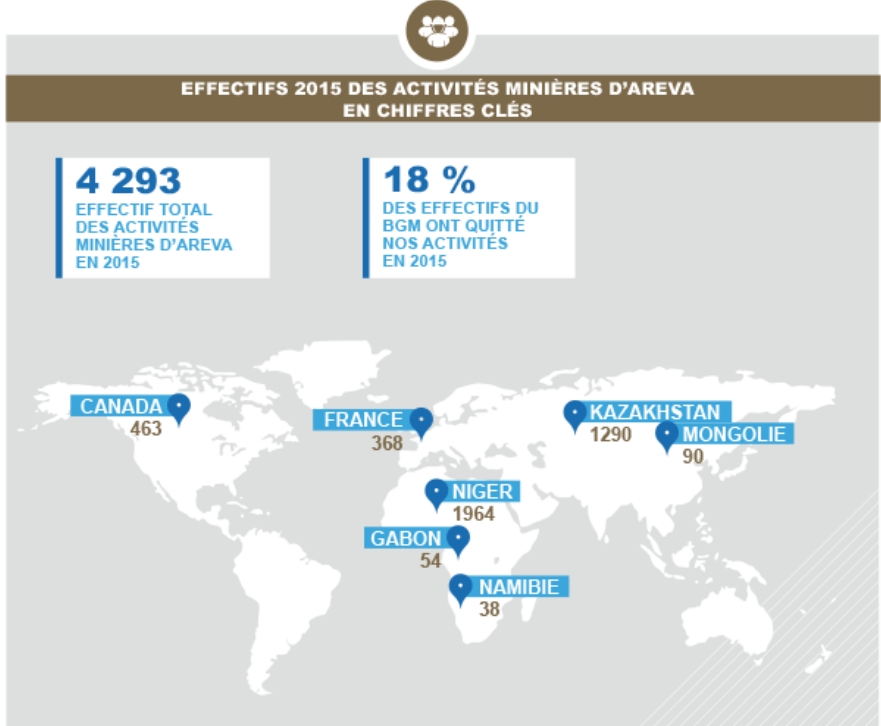 EFFECTIFS 2015 DES ACTIVITÉS MINIÈRES D'AREVA
EN CHIFFRES CLÉS
4 293
EFFECTIF TOTAL
DES ACTIVITÉS
MINIÈRES D'AREVA
EN 2015
18 %
DES EFFECTIFS DU
BGM ONT QUITTÉ
NOS ACTIVITÉS
EN 2015
CANADA
463
FRANCE
368
KAZAKHSTAN
1290
MONGOLIE
90
NIGER
1964
GABON
54
NAMIBIE
38